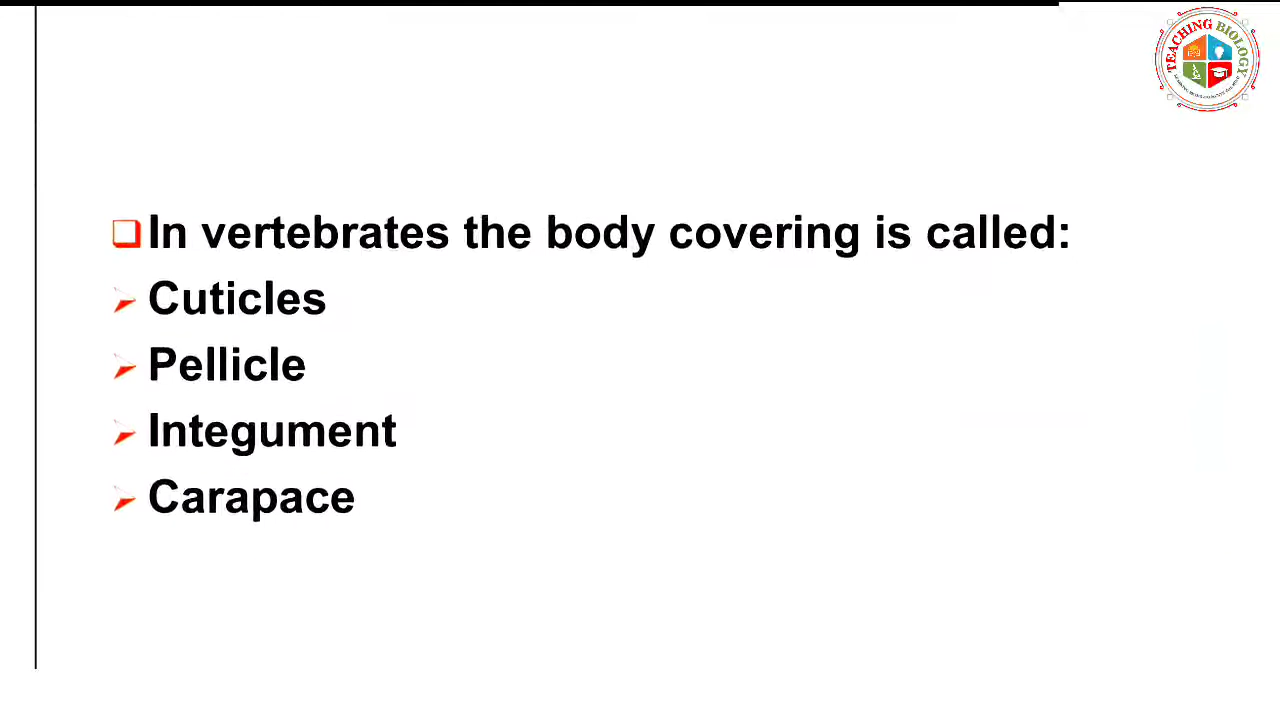 TEACHING BIOLOGY
In vertebrates the body covering is called:
Cuticles
Pellicle
Integument
Carapace